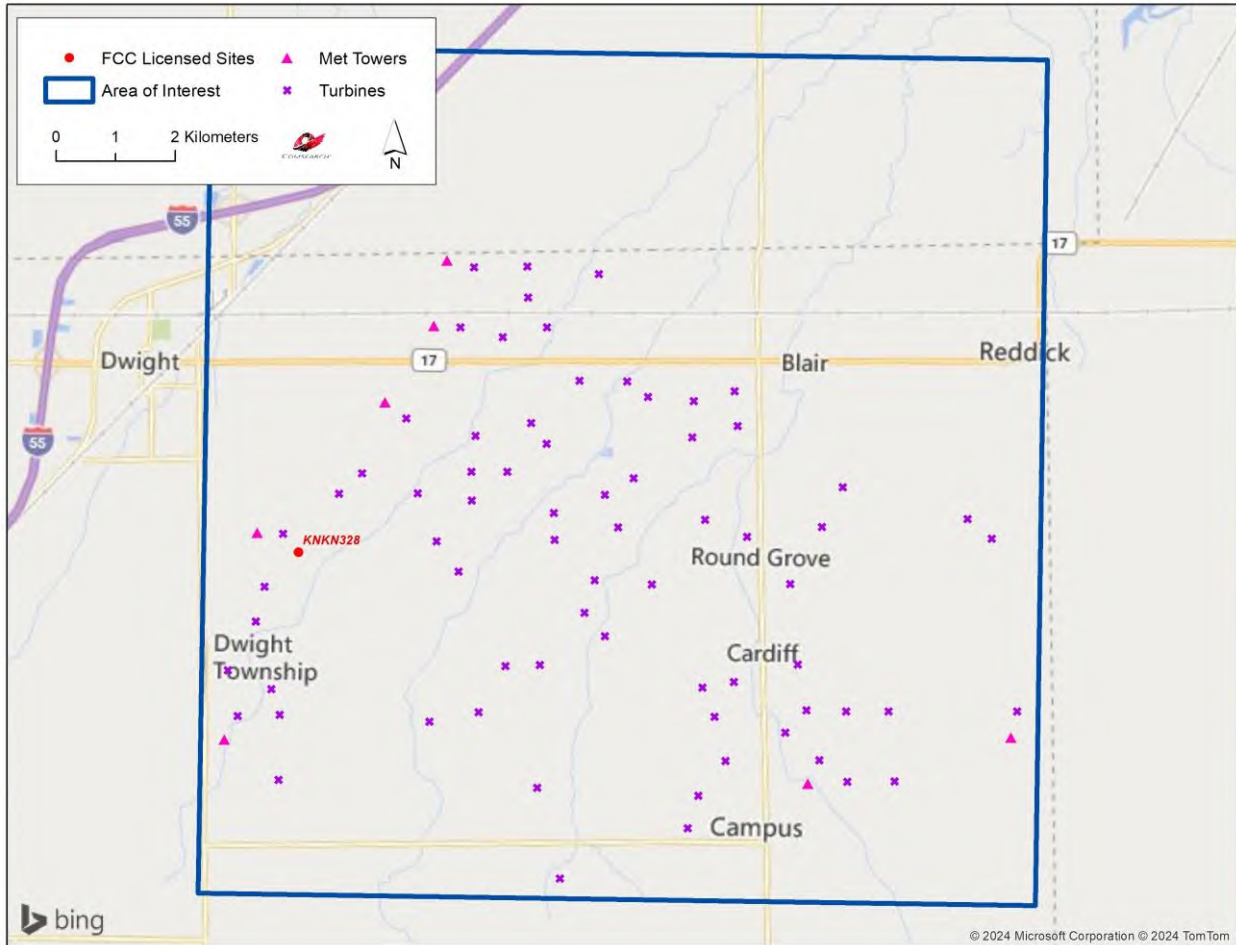 FCC Licensed Sites
Met Towers
Area of Interest
Turbines
0 1 2 Kilometers
COMSEARCH
N
55
17
Dwight
17
Blair
Reddick
55
KNKN328
Round Grove
Dwight
Township
Cardiff
Campus
bing
© 2024 Microsoft Corporation © 2024 TomTom